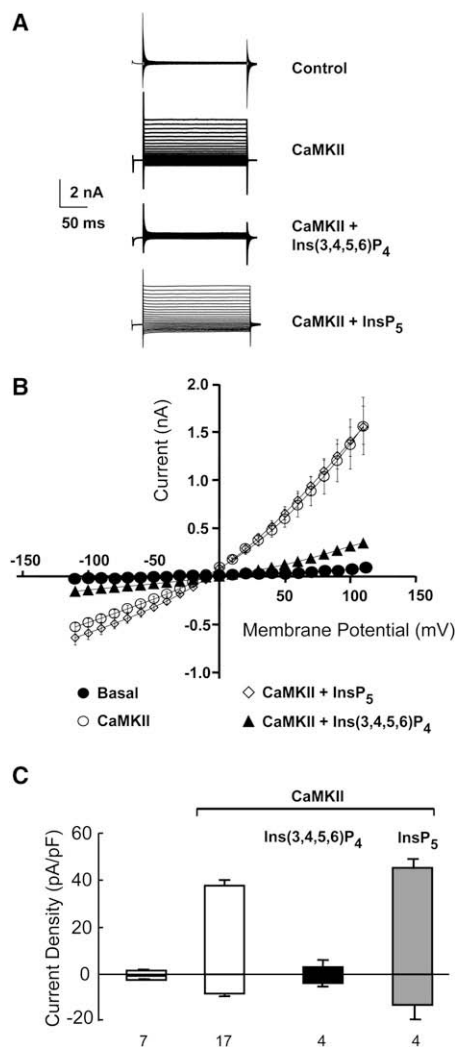 A
Control
CaMKII
2 nA
50 ms
CaMKII +
Ins(3,4,5,6)P4
CaMKII + InsP5
B
Current (nA)
2.0
1.5
1.0
0.5
-150 -100 -50 0 50 100 150
-0.5
-1.0
Membrane Potential (mV)
Basal
CaMKII + InsP5
CaMKII
CaMKII + Ins(3,4,5,6)P4
C
CaMKII
Ins(3,4,5,6)P4 InsP5
Current Density (pA/pF)
60
40
20
0
-20
7 17 4 4